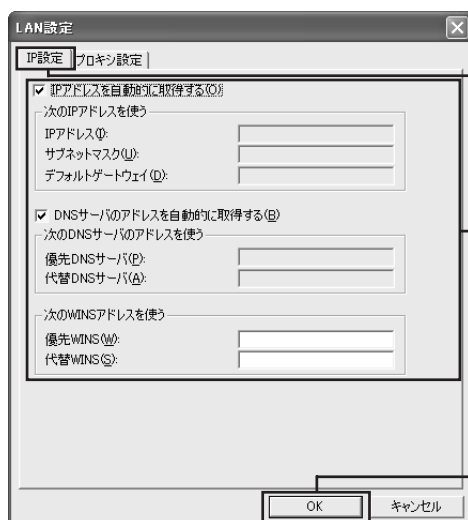 LAN設定
IP設定 プロキシ設定
IPアドレスを自動的に取得する(O)
次のIPアドレスを使う
IPアドレス(I):
サブネットマスク(U):
デフォルトゲートウェイ(D):
DNSサーバのアドレスを自動的に取得する(B)
次のDNSサーバのアドレスを使う
優先DNSサーバ(P):
代替DNSサーバ(A):
次のWINSアドレスを使う
優先WINS(W):
代替WINS(S):
OK キャンセル